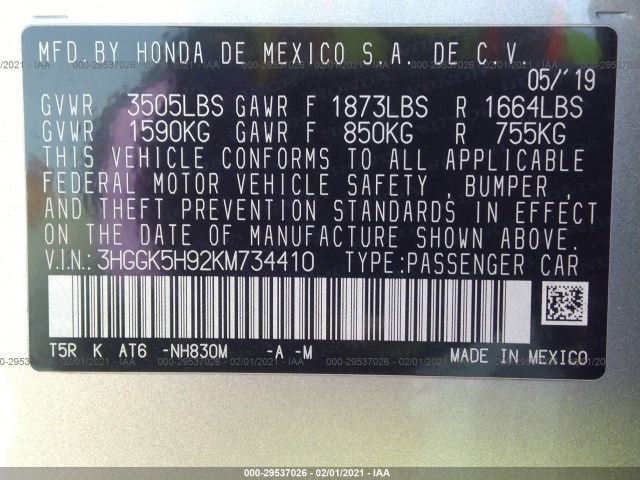 MFD. BY HONDA DE MEXICO S.A. DE C.V.
05/'19
GVWR 3505LBS GAWR F 1873LBS R 1664LBS
GVWR 1590KG GAWR F 850KG R 755KG
THIS VEHICLE CONFORMS TO ALL APPLICABLE
FEDERAL MOTOR VEHICLE SAFETY , BUMPER ,
AND THEFT PREVENTION STANDARDS IN EFFECT
ON THE DATE OF MANUFACTURE SHOWN ABOVE.
V.I.N.: 3HGGK5H92KM734410 TYPE:PASSENGER CAR
T5R K AT6 -NH830M -A -M MADE IN MEXICO
000-29537026 - 02/01/2021 - IAA